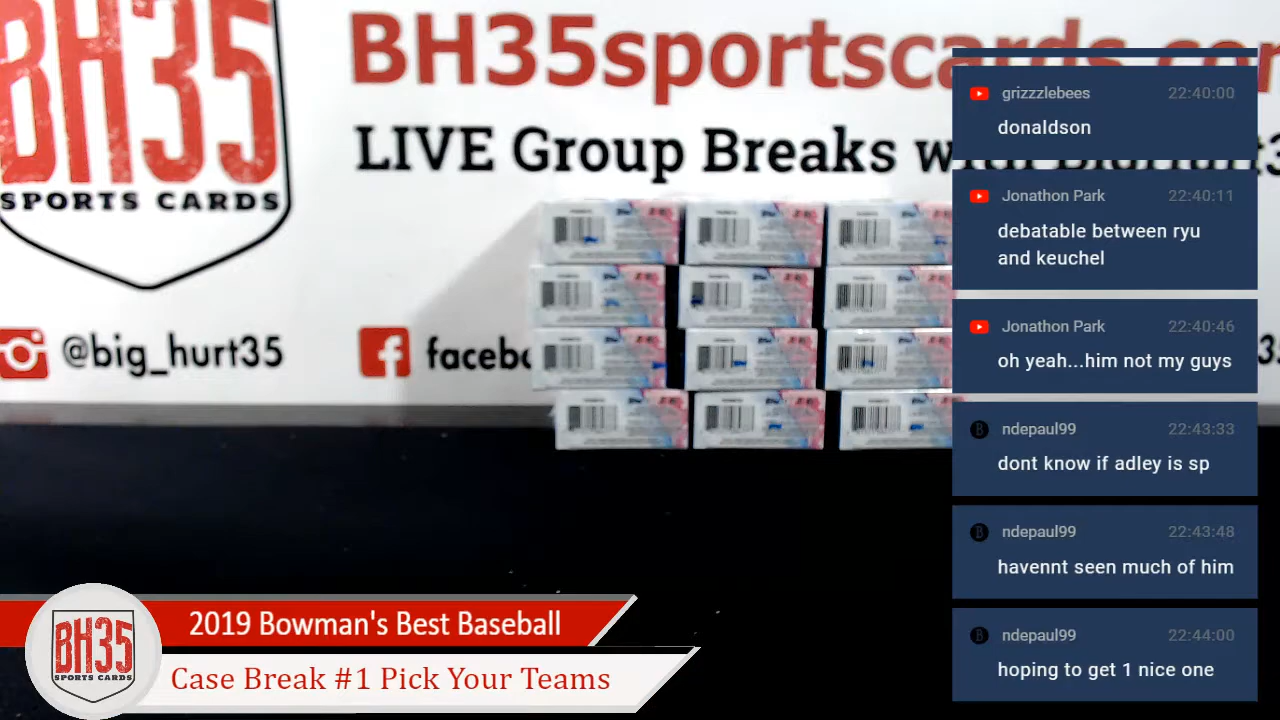 BH35
SPORTS CARDS
BH35sportscards.com
LIVE Group Breaks with
@big_hurt35
facebo
grizzzlebees 22:40:00
donaldson
Jonathon Park 22:40:11
debatable between ryu
and keuchel
Jonathon Park 22:40:46
oh yeah...him not my guys
ndepaul99 22:43:33
dont know if adley is sp
ndepaul99 22:43:48
havennt seen much of him
ndepaul99 22:44:00
hoping to get 1 nice one
BH35
SPORTS CARDS
2019 Bowman's Best Baseball
Case Break #1 Pick Your Teams